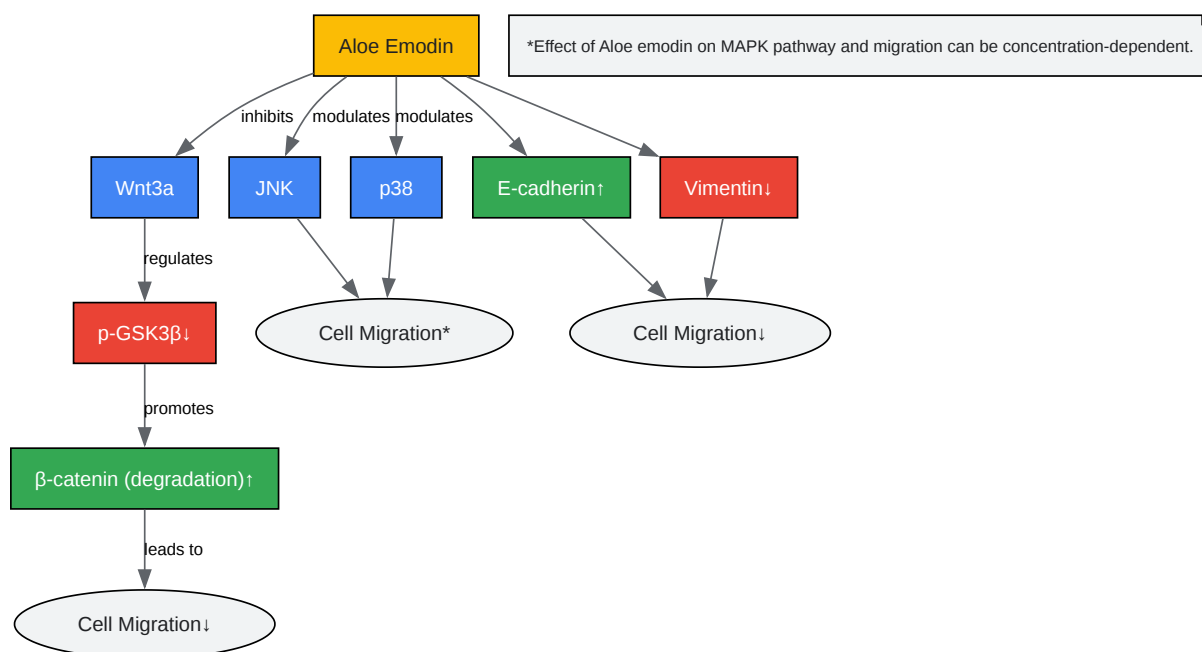 Aloe Emodin
*Effect of Aloe emodin on MAPK pathway and migration can be concentration-dependent.
inhibits
modulates
modulates
Wnt3a
JNK
p38
E-cadherin↑
Vimentin↓
regulates
p-GSK3β↓
Cell Migration*
Cell Migration↓
promotes
β-catenin (degradation)↑
leads to
Cell Migration↓